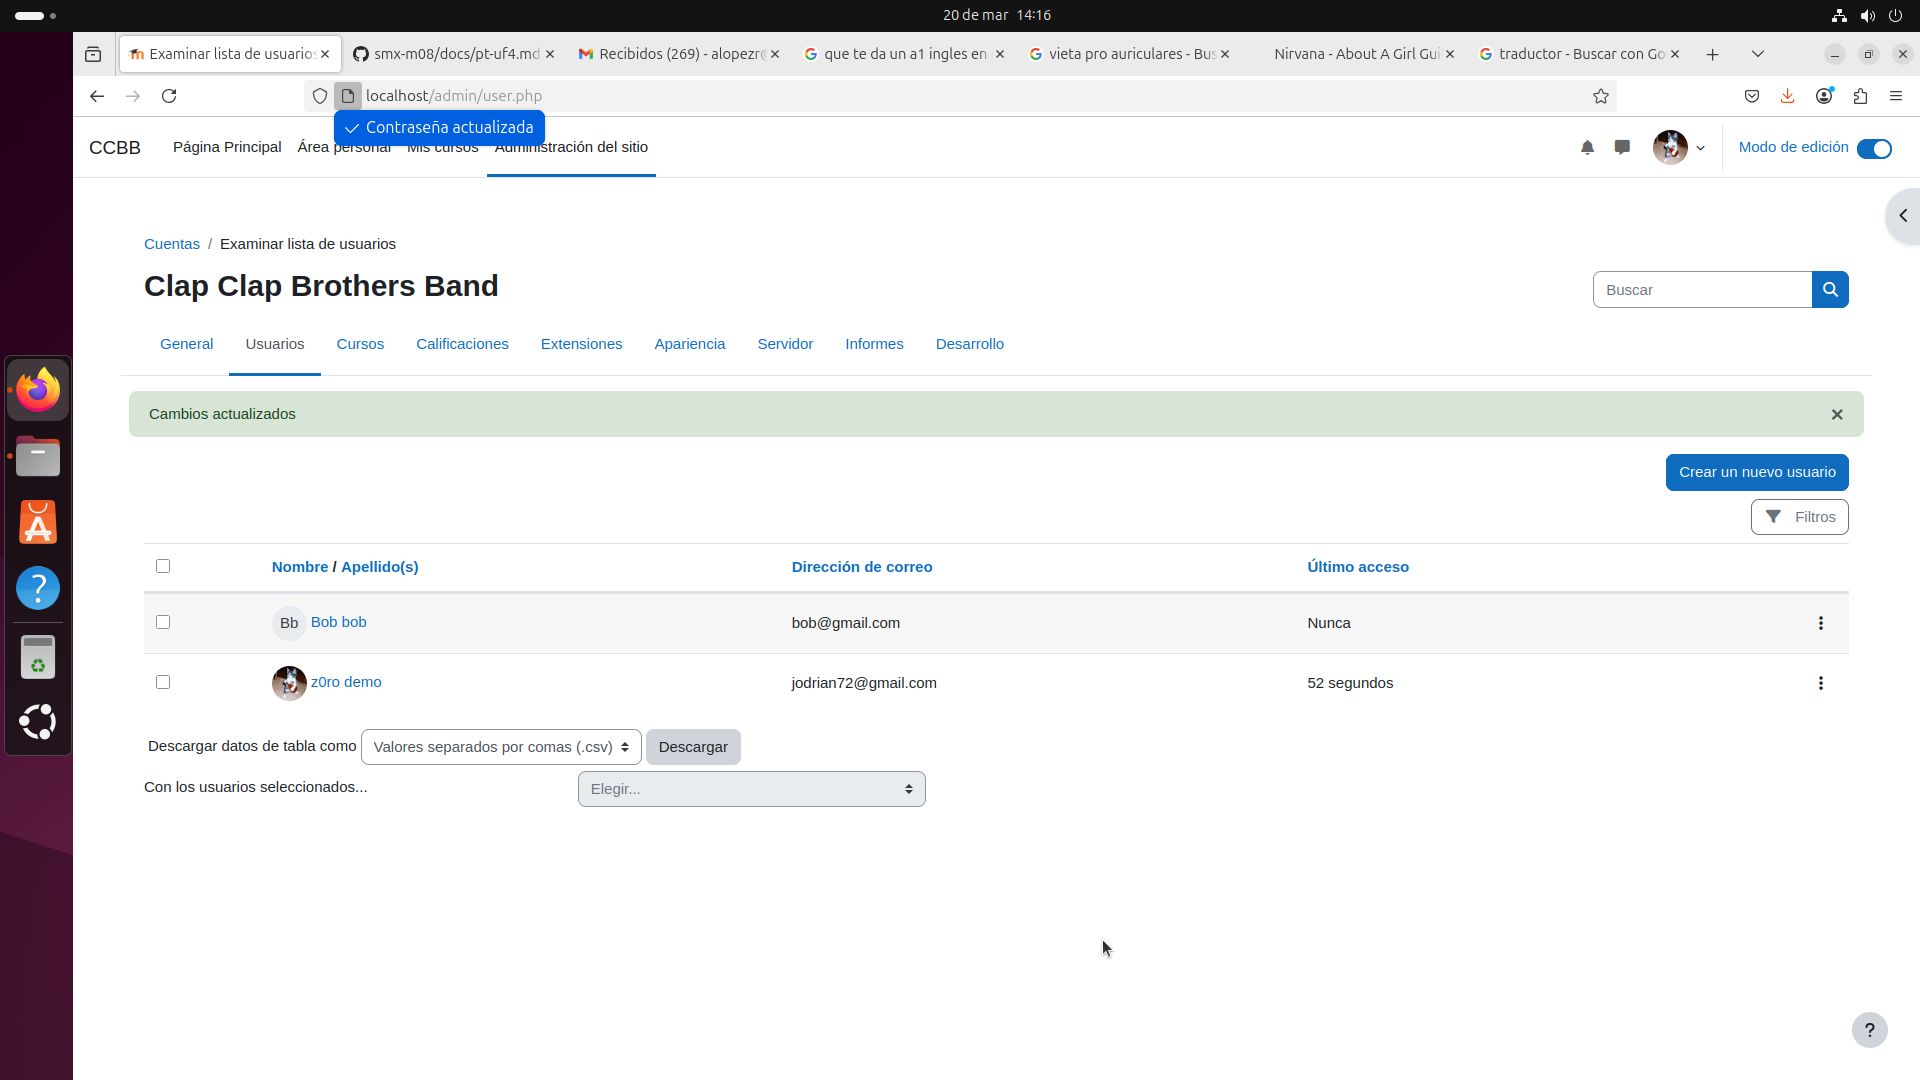 20 de mar 14:16
Examinar lista de usuarios
smx-m08/docs/pt-uf4.md
Recibidos (269) - alopezr@
que te da un a1 ingles en
vieta pro auriculares - Bus
Nirvana - About A Girl Gui
traductor - Buscar con Go
localhost/admin/user.php
Contraseña actualizada
CCBB
Página Principal
Área personal
Mis cursos
Administración del sitio
Modo de edición
Cuentas / Examinar lista de usuarios
Clap Clap Brothers Band
Buscar
General
Usuarios
Cursos
Calificaciones
Extensiones
Apariencia
Servidor
Informes
Desarrollo
Cambios actualizados
Crear un nuevo usuario
Filtros
Nombre / Apellido(s)
Dirección de correo
Último acceso
Bb Bob bob
bob@gmail.com
Nunca
z0ro demo
jodrian72@gmail.com
52 segundos
Descargar datos de tabla como
Valores separados por comas (.csv)
Descargar
Con los usuarios seleccionados...
Elegir...
?